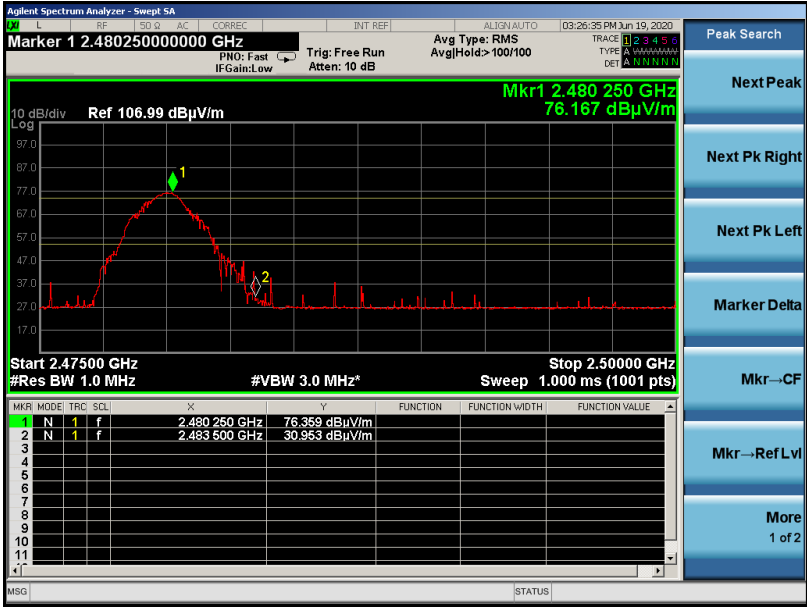 Agilent Spectrum Analyzer - Swept SA
LXI L RF 50 Ω AC CORREC INT REF ALIGNAUTO 03:26:35 PM Jun 19, 2020
Marker 1 2.480250000000 GHz
PNO: Fast
IFGain:Low
Trig: Free Run
Atten: 10 dB
Avg Type: RMS
Avg|Hold:>100/100
TRACE 1 2 3 4 5 6
TYPE A WWWWW
DET A N N N N N
Mkr1 2.480 250 GHz
76.167 dBµV/m
10 dB/div Ref 106.99 dBµV/m
Log
97.0
87.0
77.0
67.0
57.0
47.0
37.0
27.0
17.0
1
2
Start 2.47500 GHz Stop 2.50000 GHz
#Res BW 1.0 MHz #VBW 3.0 MHz* Sweep 1.000 ms (1001 pts)
MKR MODE TRC SCL X Y FUNCTION FUNCTION WIDTH FUNCTION VALUE
1 N 1 f 2.480 250 GHz 76.359 dBµV/m
2 N 1 f 2.483 500 GHz 30.953 dBµV/m
3
4
5
6
7
8
9
10
11
MSG STATUS
Peak Search
Next Peak
Next Pk Right
Next Pk Left
Marker Delta
Mkr→CF
Mkr→Ref Lvl
More
1 of 2